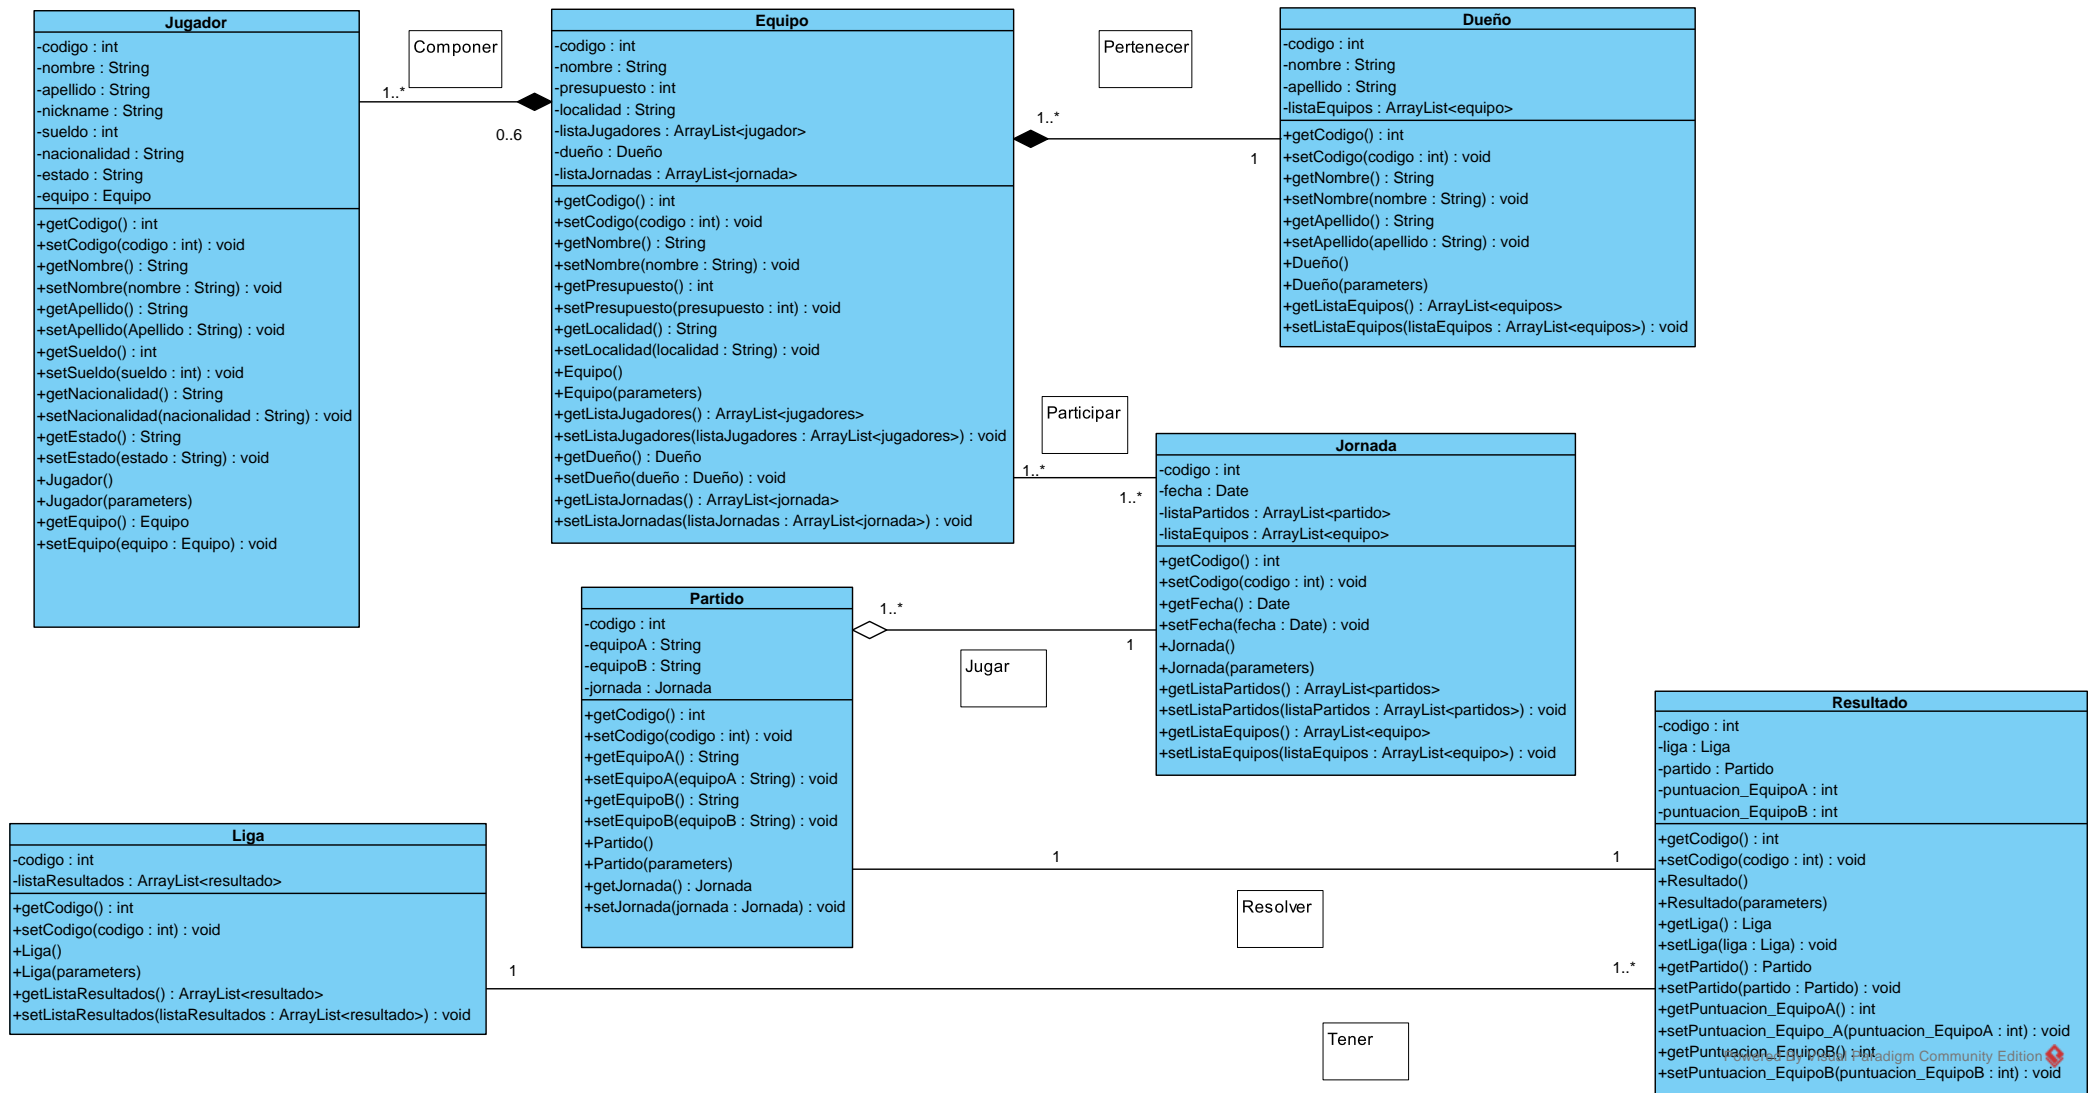 Jugador
-codigo : int
-nombre : String
-apellido : String
-nickname : String
-sueldo : int
-nacionalidad : String
-estado : String
-equipo : Equipo
+getCodigo() : int
+setCodigo(codigo : int) : void
+getNombre() : String
+setNombre(nombre : String) : void
+getApellido() : String
+setApellido(Apellido : String) : void
+getSueldo() : int
+setSueldo(sueldo : int) : void
+getNacionalidad() : String
+setNacionalidad(nacionalidad : String) : void
+getEstado() : String
+setEstado(estado : String) : void
+Jugador()
+Jugador(parameters)
+getEquipo() : Equipo
+setEquipo(equipo : Equipo) : void
Componer
1..*
0..6
Equipo
-codigo : int
-nombre : String
-presupuesto : int
-localidad : String
-listaJugadores : ArrayList<jugador>
-dueño : Dueño
-listaJornadas : ArrayList<jornada>
+getCodigo() : int
+setCodigo(codigo : int) : void
+getNombre() : String
+setNombre(nombre : String) : void
+getPresupuesto() : int
+setPresupuesto(presupuesto : int) : void
+getLocalidad() : String
+setLocalidad(localidad : String) : void
+Equipo()
+Equipo(parameters)
+getListaJugadores() : ArrayList<jugadores>
+setListaJugadores(listaJugadores : ArrayList<jugadores>) : void
+getDueño() : Dueño
+setDueño(dueño : Dueño) : void
+getListaJornadas() : ArrayList<jornada>
+setListaJornadas(listaJornadas : ArrayList<jornada>) : void
Pertenecer
1..*
1
Dueño
-codigo : int
-nombre : String
-apellido : String
-listaEquipos : ArrayList<equipo>
+getCodigo() : int
+setCodigo(codigo : int) : void
+getNombre() : String
+setNombre(nombre : String) : void
+getApellido() : String
+setApellido(apellido : String) : void
+Dueño()
+Dueño(parameters)
+getListaEquipos() : ArrayList<equipos>
+setListaEquipos(listaEquipos : ArrayList<equipos>) : void
Participar
1..*
1..*
Jornada
-codigo : int
-fecha : Date
-listaPartidos : ArrayList<partido>
-listaEquipos : ArrayList<equipo>
+getCodigo() : int
+setCodigo(codigo : int) : void
+getFecha() : Date
+setFecha(fecha : Date) : void
+Jornada()
+Jornada(parameters)
+getListaPartidos() : ArrayList<partidos>
+setListaPartidos(listaPartidos : ArrayList<partidos>) : void
+getListaEquipos() : ArrayList<equipo>
+setListaEquipos(listaEquipos : ArrayList<equipo>) : void
Partido
-codigo : int
-equipoA : String
-equipoB : String
-jornada : Jornada
+getCodigo() : int
+setCodigo(codigo : int) : void
+getEquipoA() : String
+setEquipoA(equipoA : String) : void
+getEquipoB() : String
+setEquipoB(equipoB : String) : void
+Partido()
+Partido(parameters)
+getJornada() : Jornada
+setJornada(jornada : Jornada) : void
1..*
1
Jugar
Resultado
-codigo : int
-liga : Liga
-partido : Partido
-puntuacion_EquipoA : int
-puntuacion_EquipoB : int
+getCodigo() : int
+setCodigo(codigo : int) : void
+Resultado()
+Resultado(parameters)
+getLiga() : Liga
+setLiga(liga : Liga) : void
+getPartido() : Partido
+setPartido(partido : Partido) : void
+getPuntuacion_EquipoA() : int
+setPuntuacion_Equipo_A(puntuacion_EquipoA : int) : void
+getPuntuacion_EquipoB() : int
+setPuntuacion_EquipoB(puntuacion_EquipoB : int) : void
Liga
-codigo : int
-listaResultados : ArrayList<resultado>
+getCodigo() : int
+setCodigo(codigo : int) : void
+Liga()
+Liga(parameters)
+getListaResultados() : ArrayList<resultado>
+setListaResultados(listaResultados : ArrayList<resultado>) : void
1
1
Resolver
1
1..*
Tener
Powered By Visual Paradigm Community Edition